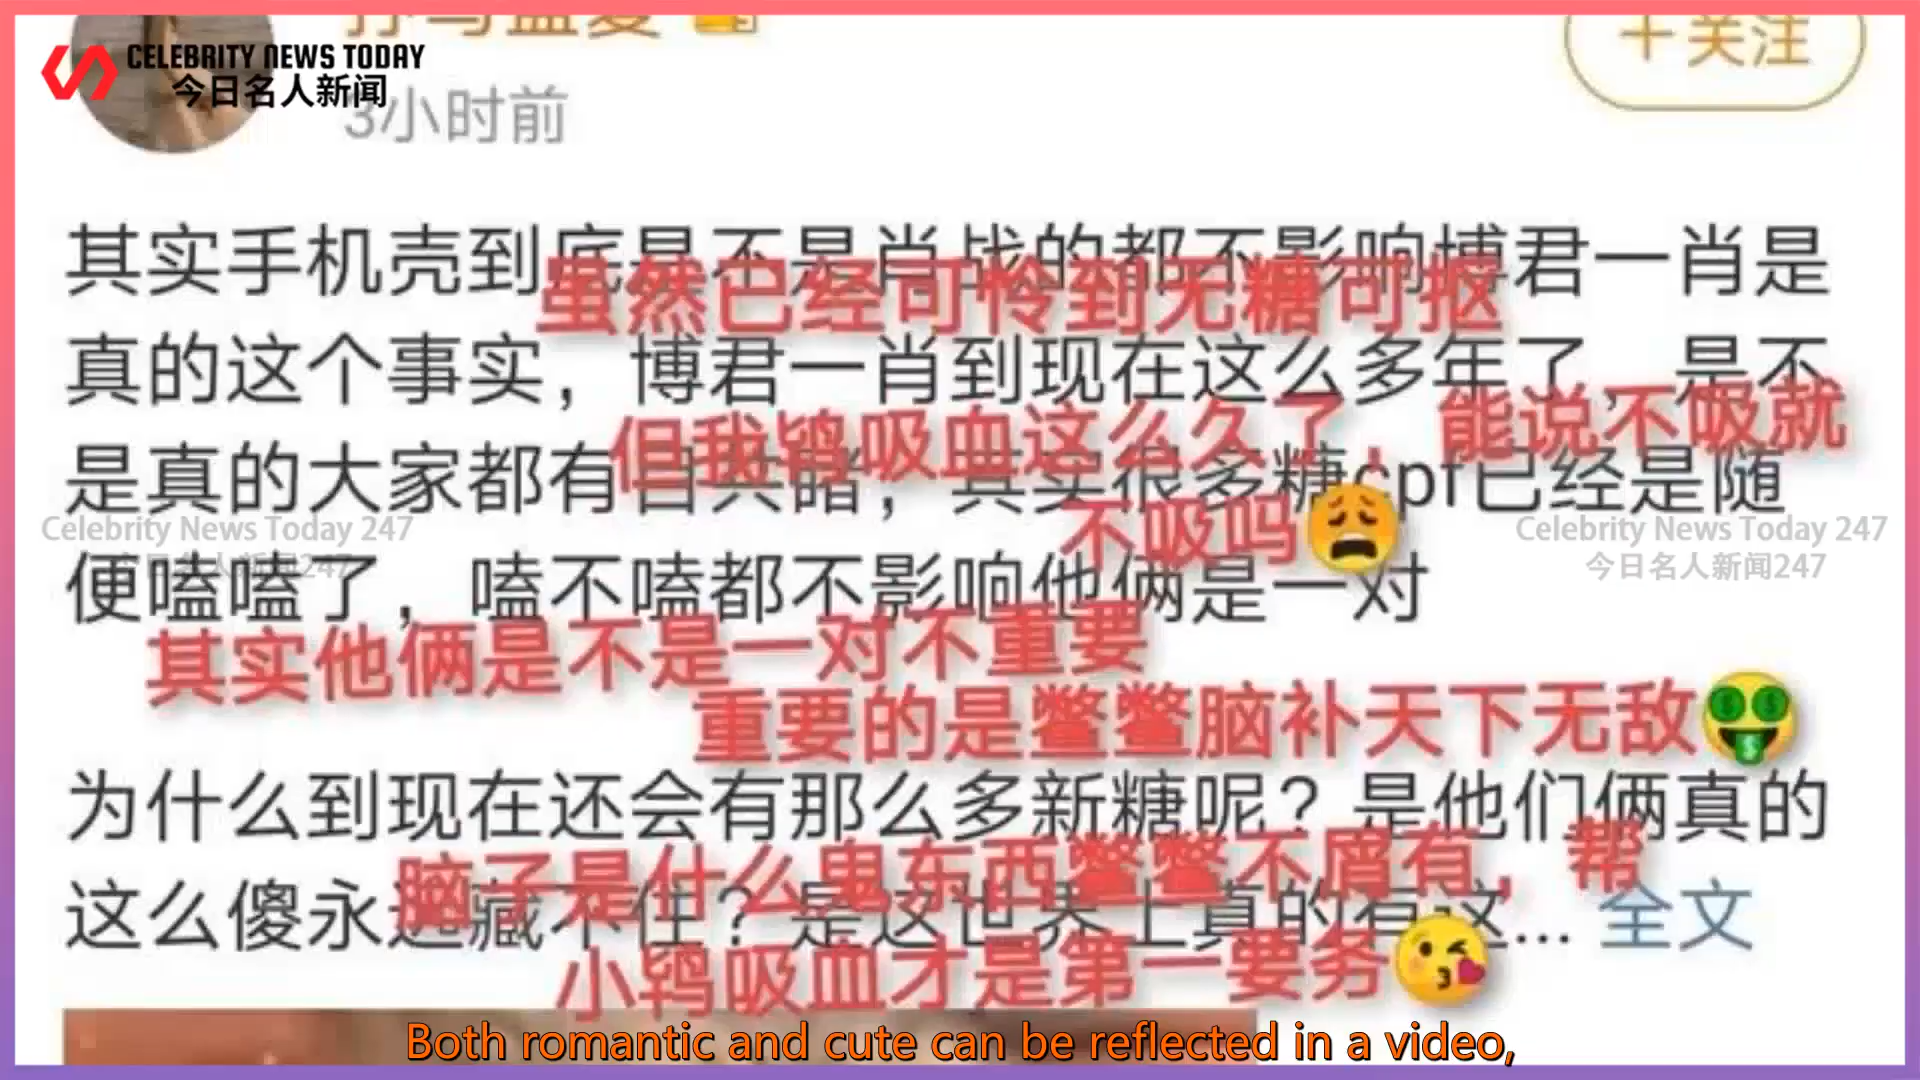 +关注
CELEBRITY NEWS TODAY
今日名人新闻
3小时前
其实手机壳到底是不是肖战的都不影响博君一肖是
虽然已经可怜到无糖可抠
真的这个事实，博君一肖到现在这么多年了，是不
但我鸨吸血这么久了，能说不吸就
是真的大家都有目共睹，其实很多糖cpf已经是随
不吸吗😩
Celebrity News Today 247
今日名人新闻247
Celebrity News Today 247
今日名人新闻247
便嗑嗑了，嗑不嗑都不影响他俩是一对
其实他俩是不是一对不重要
重要的是鳖鳖脑补天下无敌🤑
为什么到现在还会有那么多新糖呢？是他们俩真的
脑子是什么鬼东西鳖鳖不屑有，帮
这么傻永远藏不住？是这世界上真的有这... 全文
小鸨吸血才是第一要务😘
Both romantic and cute can be reflected in a video,